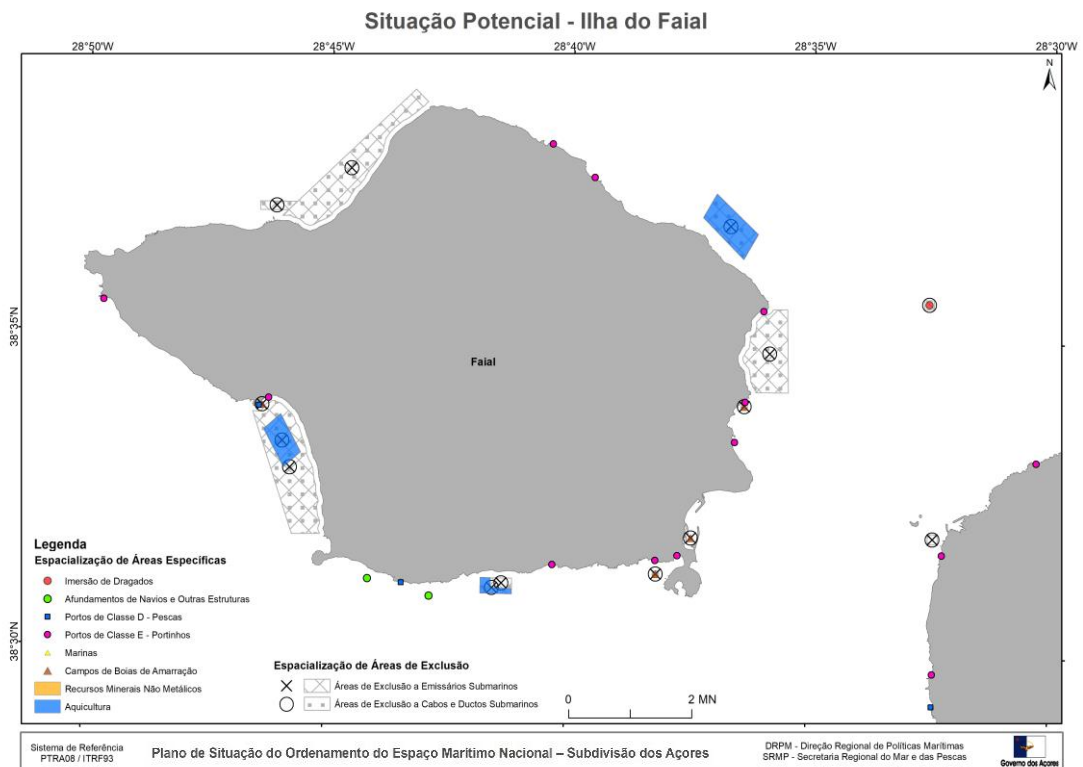 Situação Potencial - Ilha do Faial
28°50'W 28°45'W 28°40'W 28°35'W 28°30'W
N
38°35'N
Faial
38°30'N
Legenda
Espacialização de Áreas Específicas
Imersão de Dragados
Afundamentos de Navios e Outras Estruturas
Portos de Classe D - Pescas
Portos de Classe E - Portinhos
Marinas
Campos de Boias de Amarração
Recursos Minerais Não Metálicos
Aquicultura
Espacialização de Áreas de Exclusão
Áreas de Exclusão a Emissários Submarinos
Áreas de Exclusão a Cabos e Ductos Submarinos
0 2 MN
Sistema de Referência
PTRA08 / ITRF93
Plano de Situação do Ordenamento do Espaço Marítimo Nacional – Subdivisão dos Açores
DRPM - Direção Regional de Políticas Marítimas
SRMP - Secretaria Regional do Mar e das Pescas
Governo dos Açores